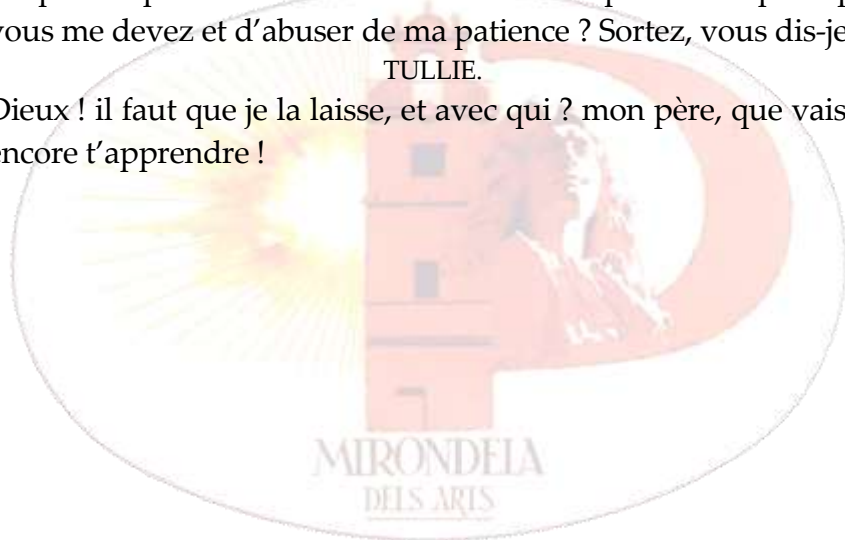 vous me devez et d’abuser de ma patience ? Sortez, vous dis-je
TULLIE.
Dieux ! il faut que je la laisse, et avec qui ? mon père, que vais
encore t’apprendre !
MIRONDELA
DELS ARTS